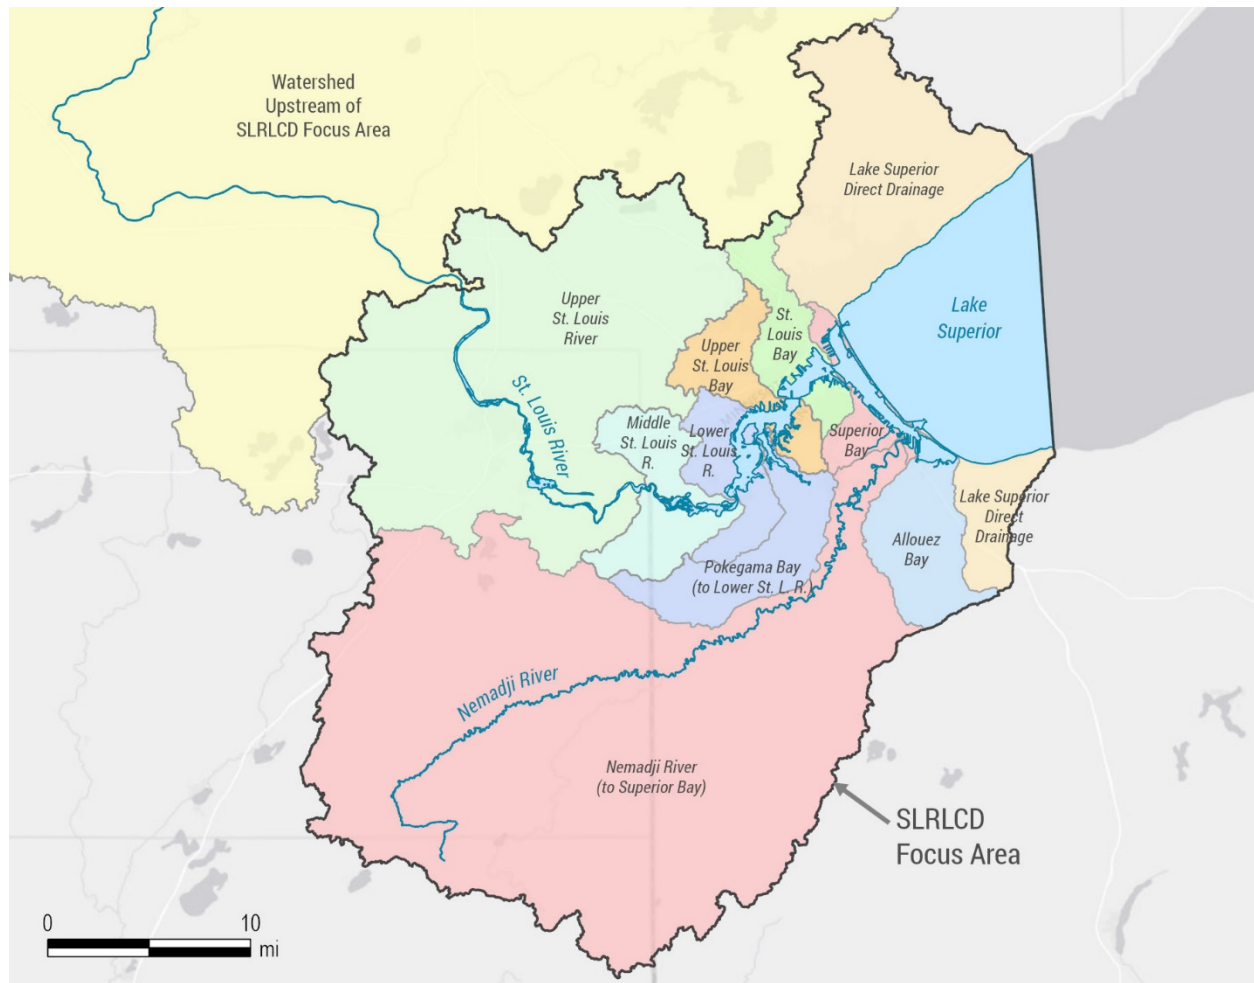 Watershed
Upstream of
SLRLCD Focus Area
Lake Superior
Direct Drainage
Upper
St. Louis
River
St.
Louis
Bay
Lake
Superior
Upper
St. Louis
Bay
St. Louis River
Middle
St. Louis
R.
Lower
St. Louis
R.
Superior
Bay
Lake Superior
Direct
Drainage
Allouez
Bay
Pokegama Bay
(to Lower St. L. R.)
Nemadji River
Nemadji River
(to Superior Bay)
SLRLCD
Focus Area
0 10
mi